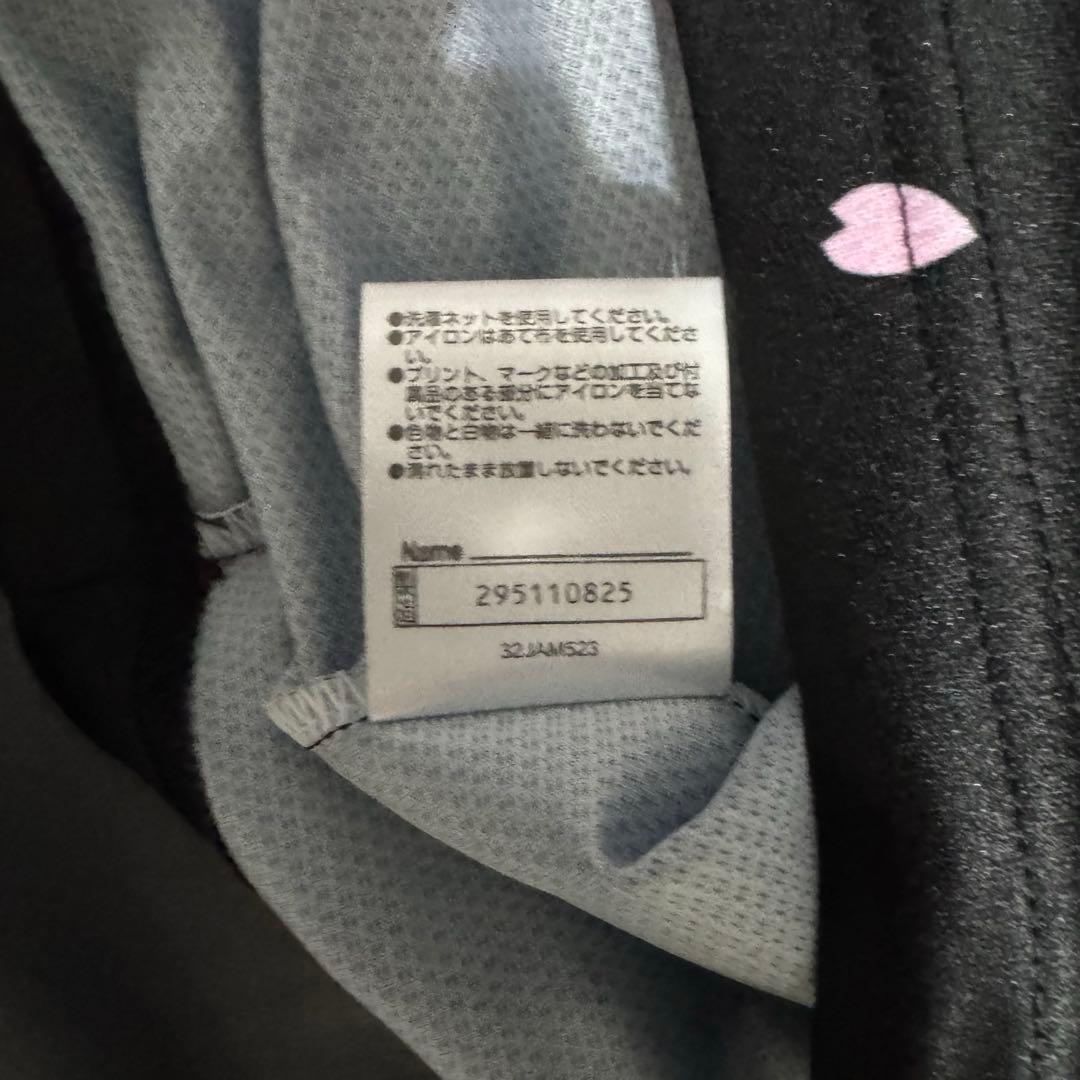 ●洗濯ネットを使用してください。
●アイロンはあて布を使用してくださ
い。
●プリント、マークなどの加工及び付
属品のある部分にアイロンを当てな
いでください。
●色物と白物は一緒に洗わないでくだ
さい。
●濡れたまま放置しないでください。
Name
295110825
32JJAM523